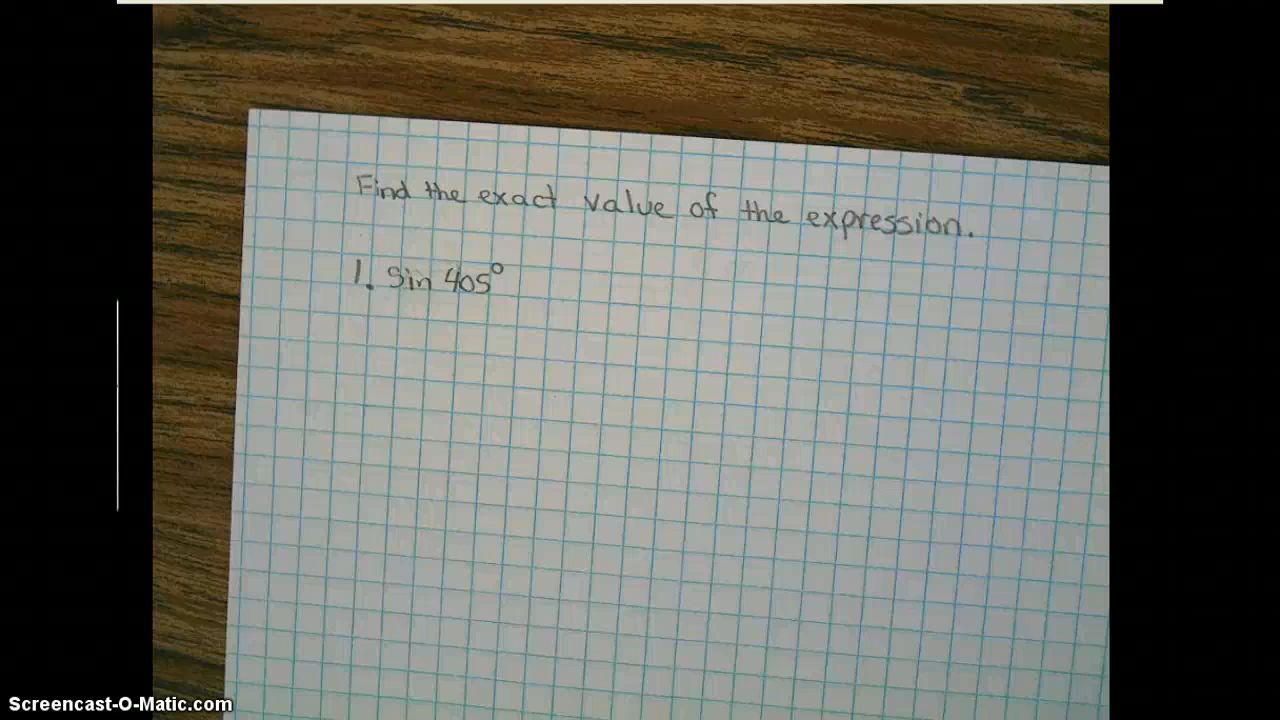 Find the exact value of the expression.
1. Sin 405°
Screencast-O-Matic.com